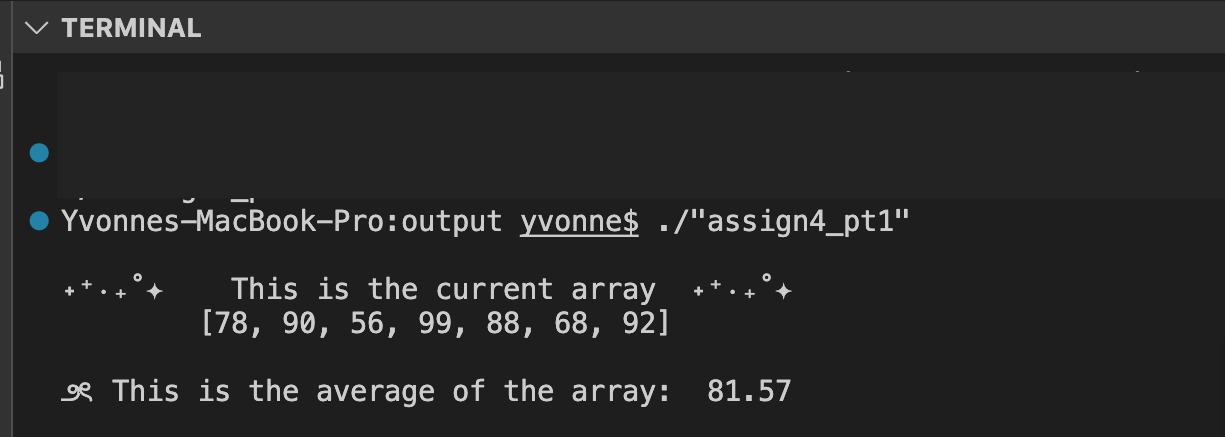 TERMINAL
Yvonnes-MacBook-Pro:output yvonne$ ./"assign4_pt1"
˖⁺‧₊˚✦ This is the current array ˖⁺‧₊˚✦
[78, 90, 56, 99, 88, 68, 92]
೨ৎ This is the average of the array: 81.57